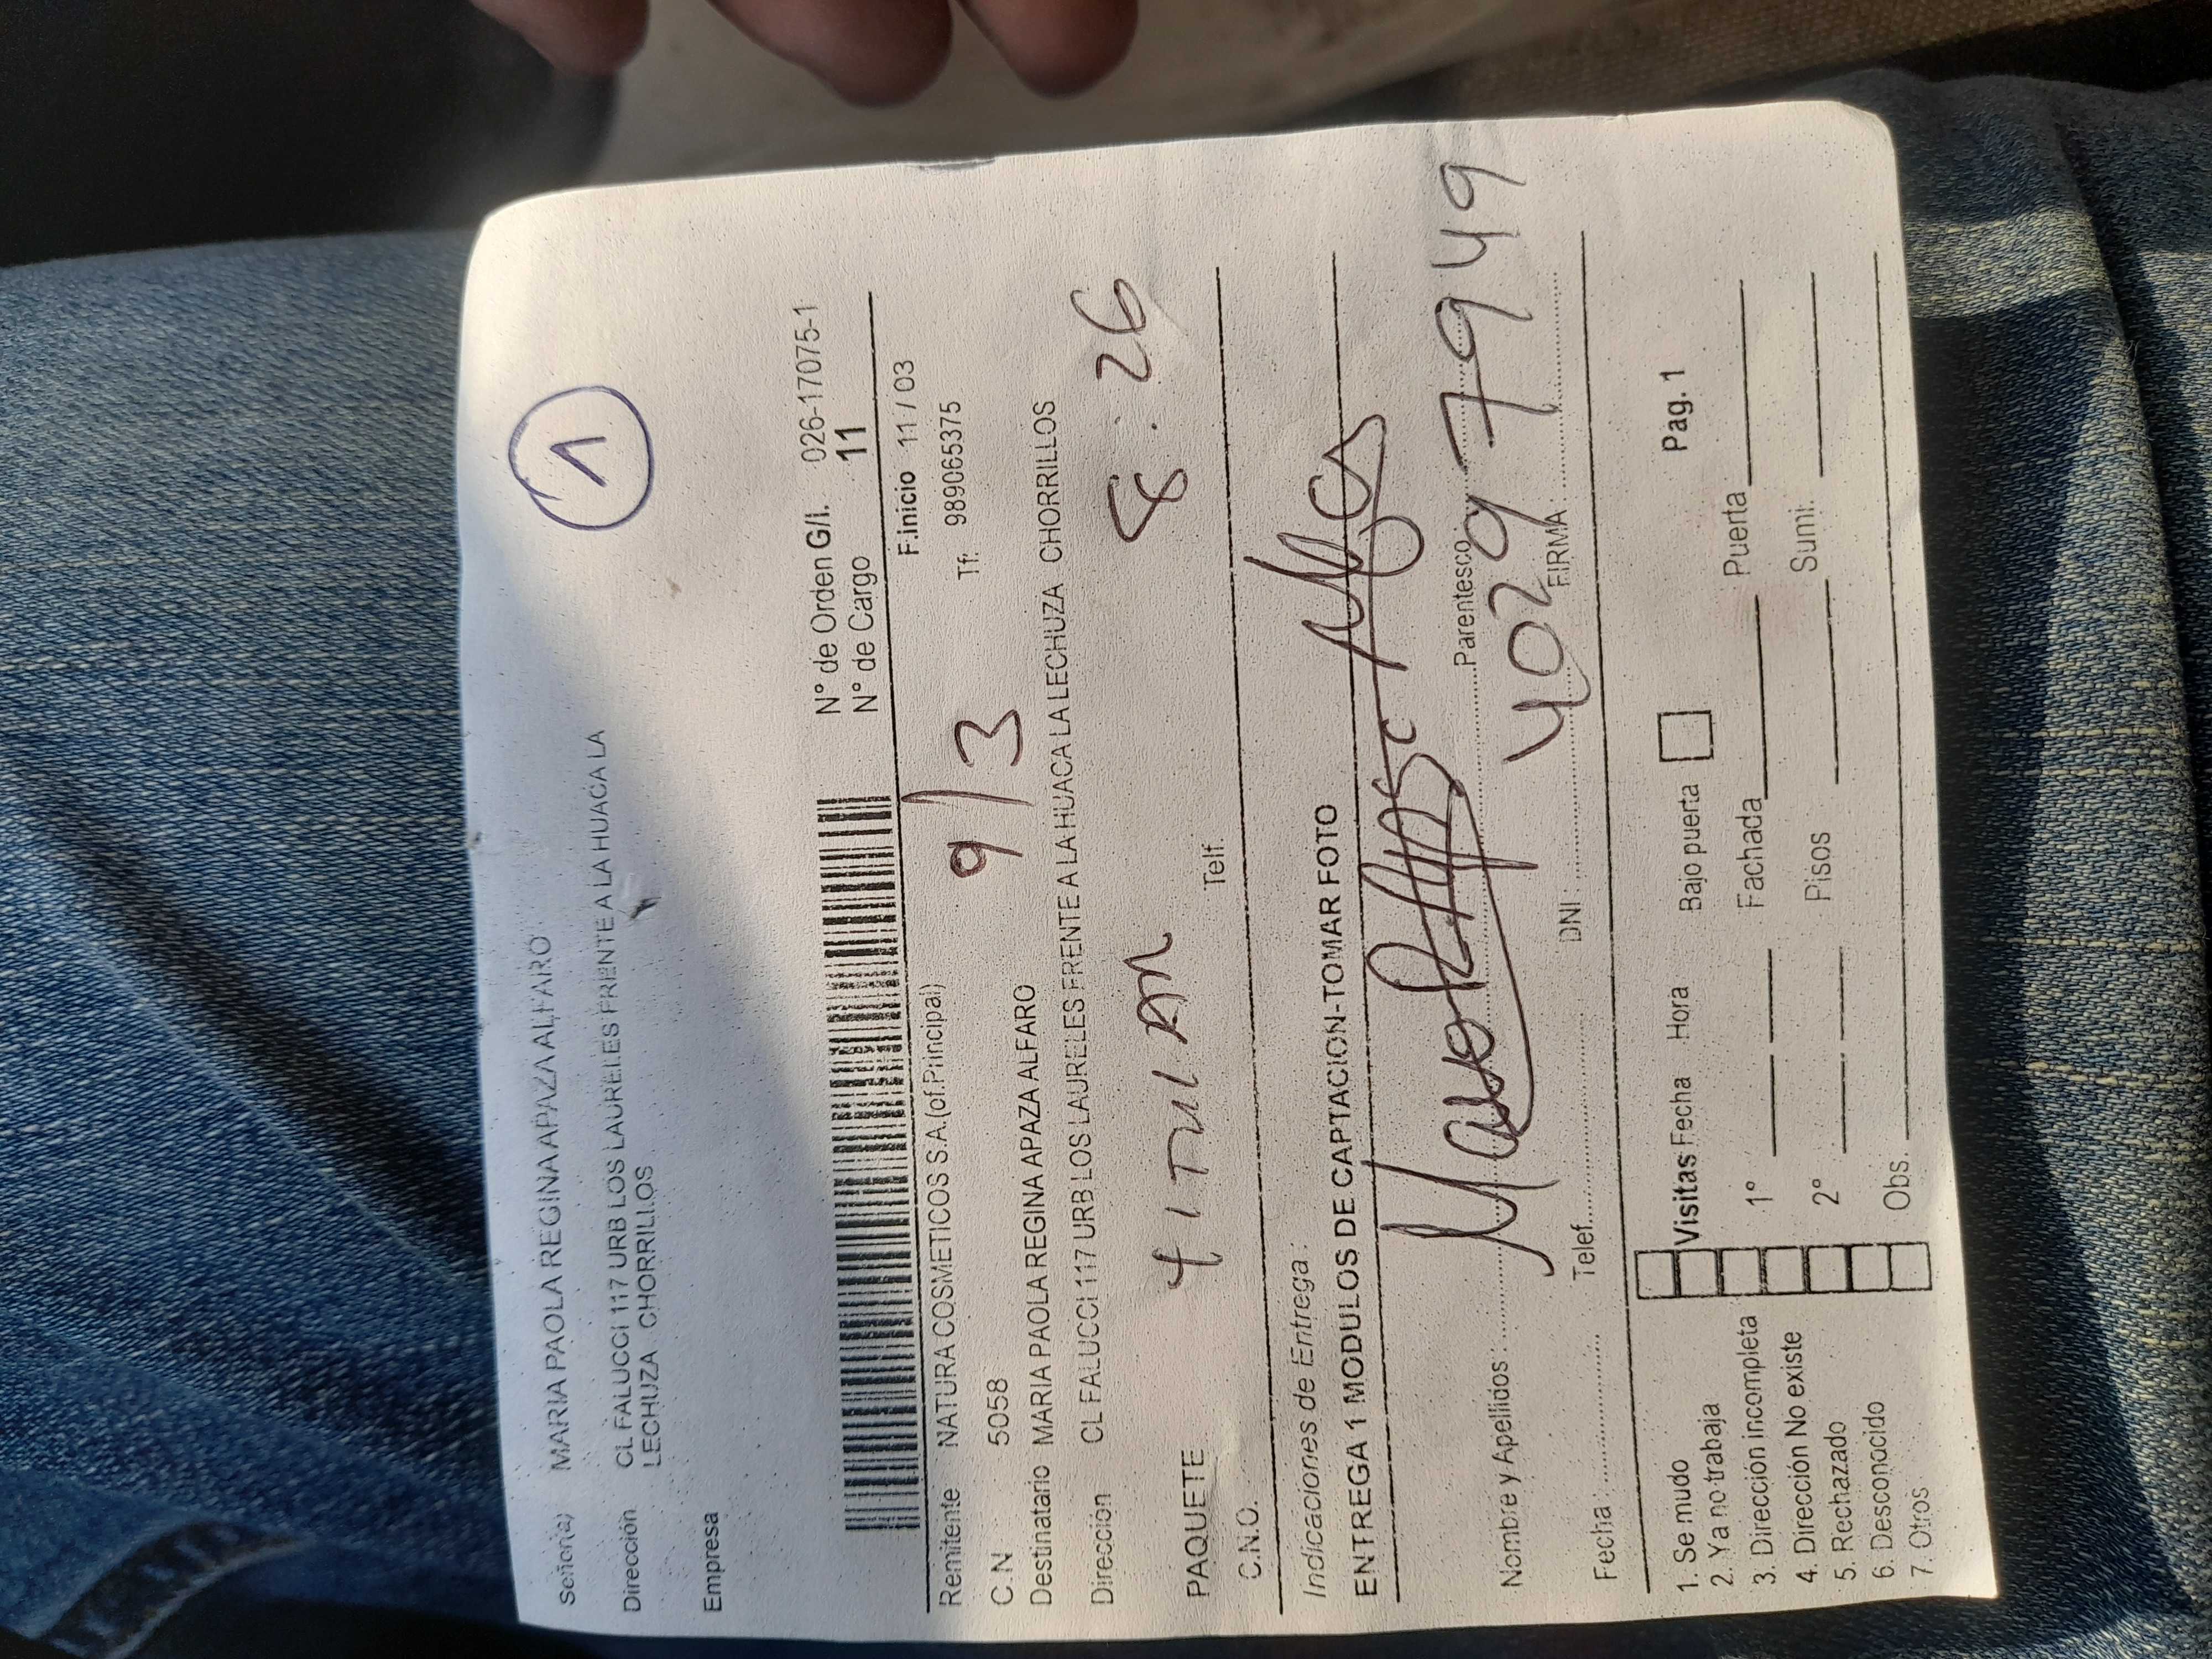 1
Señor(a) MARIA PAOLA REGINA APAZA ALFARO
Dirección CL FALUCCI 117 URB LOS LAURELES FRENTE A LA HUACA LA
LECHUZA . CHORRILLOS
Empresa
N° de Orden G/I. 026-17075-1
N° de Cargo 11
F.inicio 11 / 03
Remitente NATURA COSMETICOS S.A.(of.Principal) 9/3 Tf: 989065375
C.N 5058
Destinatario MARIA PAOLA REGINA APAZA ALFARO
Dirección CL FALUCCI 117 URB LOS LAURELES FRENTE A LA HUACA LA LECHUZA CHORRILLOS
8:26
PAQUETE TITULAR
C.N.O. Telf.
Indicaciones de Entrega :
ENTREGA 1 MODULOS DE CAPTACION-TOMAR FOTO
Nombre y Apellidos : Parentesco
40297949
Fecha : Telef. DNI : FIRMA:
1. Se mudo
2. Ya no trabaja
3. Dirección incompleta
4. Dirección No existe
5. Rechazado
6. Desconocido
7. Otros
Visitas Fecha Hora Bajo puerta Pag. 1
1° Fachada Puerta
2° Pisos Sumi:
Obs.